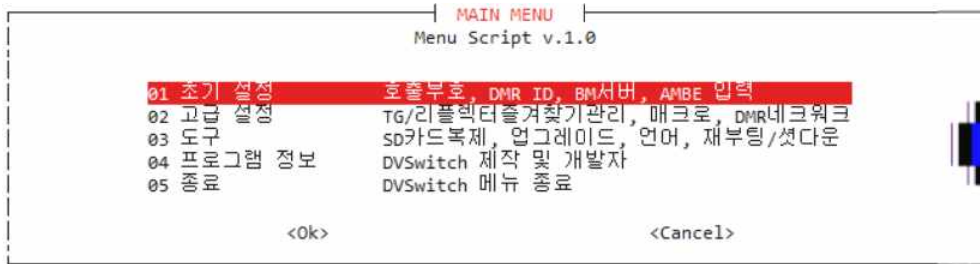 MAIN MENU
Menu Script v.1.0
01 초기 설정 호출부호, DMR ID, BM서버, AMBE 입력
02 고급 설정 TG/리플렉터즐겨찾기관리, 매크로, DMR네크워크
03 도구 SD카드복제, 업그레이드, 언어, 재부팅/셧다운
04 프로그램 정보 DVSwitch 제작 및 개발자
05 종료 DVSwitch 메뉴 종료
<Ok> <Cancel>